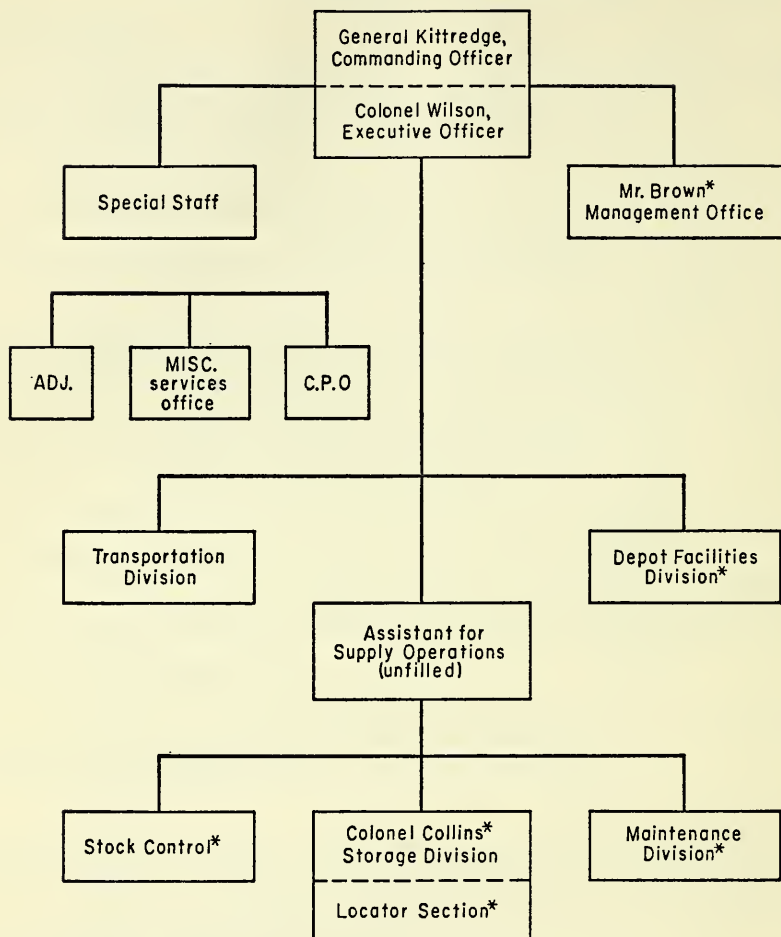 General Kittredge,
Commanding Officer
Colonel Wilson,
Executive Officer
Special Staff
Mr. Brown*
Management Office
ADJ.
MISC.
services
office
C.P.O
Transportation
Division
Depot Facilities
Division*
Assistant for
Supply Operations
(unfilled)
Stock Control*
Colonel Collins*
Storage Division
Locator Section*
Maintenance
Division*